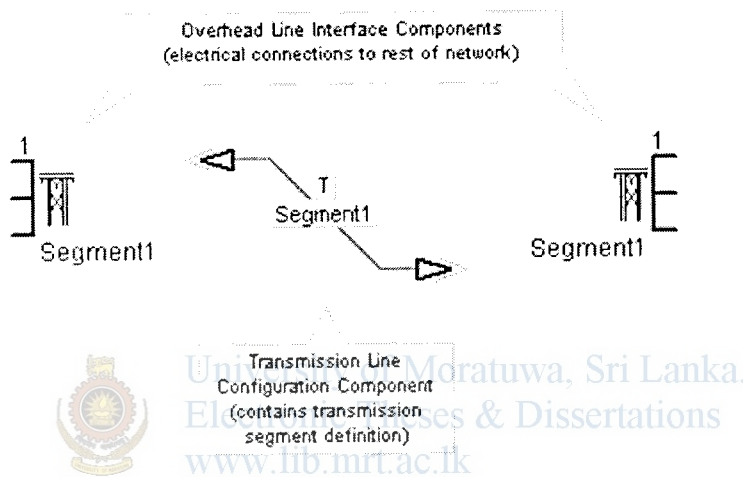 Overhead Line Interface Components
(electrical connections to rest of network)
1
1
T
Segment1
Segment1
Segment1
Transmission Line
Configuration Component
(contains transmission
segment definition)
University of Moratuwa, Sri Lanka.
Electronic Theses & Dissertations
www.lib.mrt.ac.lk